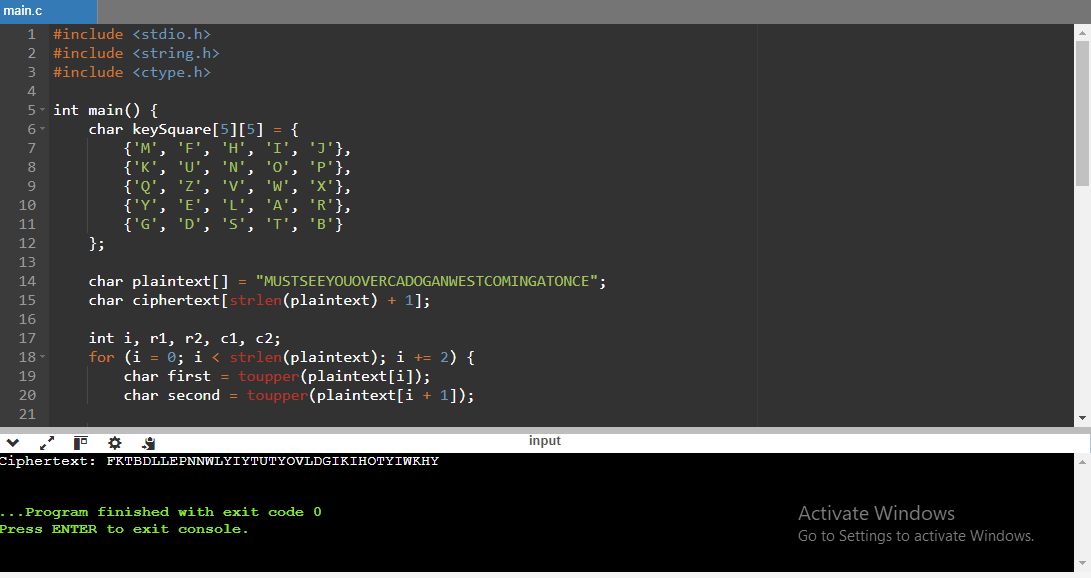 main.c
1 #include <stdio.h>
2 #include <string.h>
3 #include <ctype.h>
4
5 int main() {
6     char keySquare[5][5] = {
7         {'M', 'F', 'H', 'I', 'J'},
8         {'K', 'U', 'N', 'O', 'P'},
9         {'Q', 'Z', 'V', 'W', 'X'},
10         {'Y', 'E', 'L', 'A', 'R'},
11         {'G', 'D', 'S', 'T', 'B'}
12     };
13
14     char plaintext[] = "MUSTSEEYOUOVERCADOGANWESTCOMINGATONCE";
15     char ciphertext[strlen(plaintext) + 1];
16
17     int i, r1, r2, c1, c2;
18     for (i = 0; i < strlen(plaintext); i += 2) {
19         char first = toupper(plaintext[i]);
20         char second = toupper(plaintext[i + 1]);
21
input
Ciphertext: FKTBDLLEPNNWLYIYTUTYOVLDGIKIHOTYIWKHY
...Program finished with exit code 0
Press ENTER to exit console.
Activate Windows
Go to Settings to activate Windows.